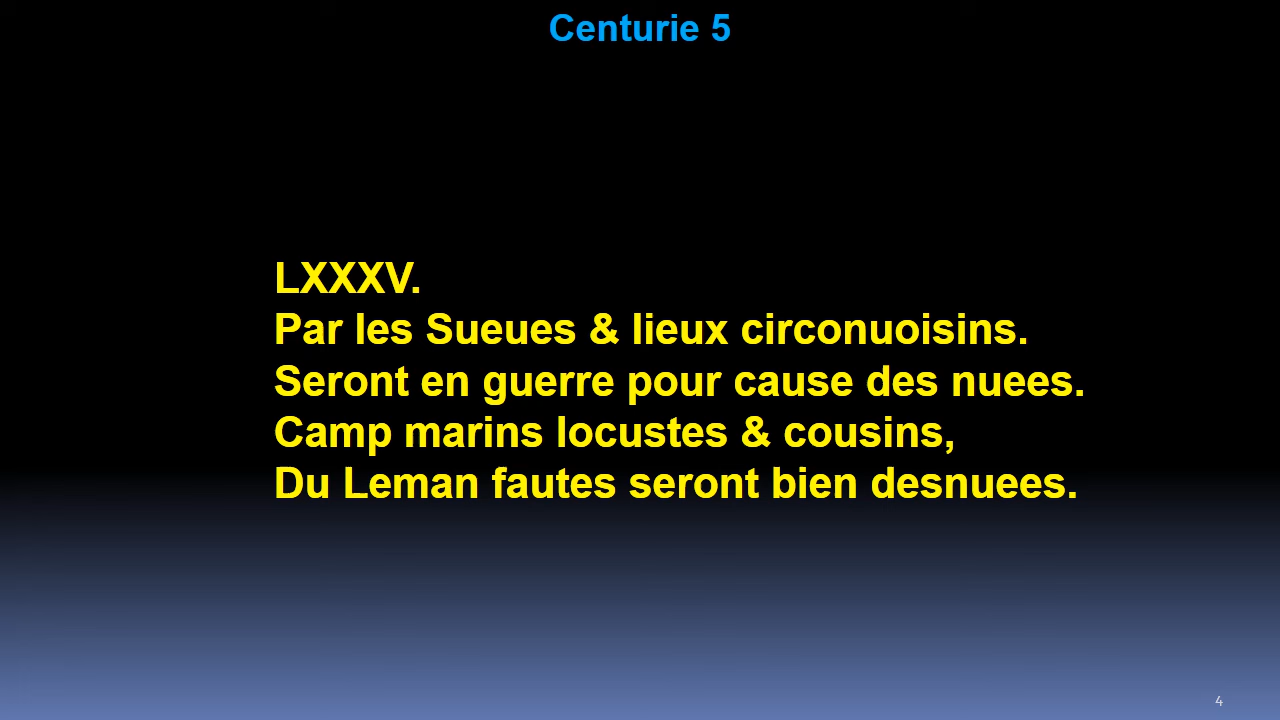 Centurie 5
LXXXV.
Par les Sueues & lieux circonuoisins.
Seront en guerre pour cause des nuees.
Camp marins locustes & cousins,
Du Leman fautes seront bien desnuees.
4